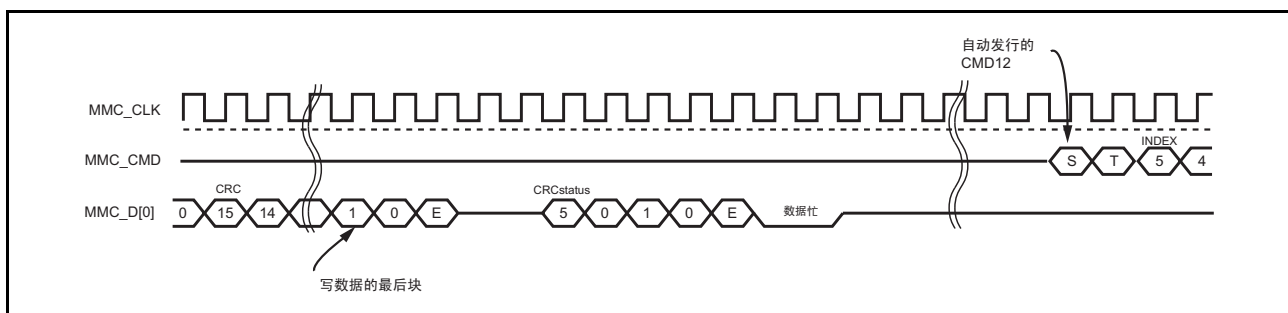 自动发行的
CMD12
MMC_CLK
MMC_CMD
S T INDEX 5 4
MMC_D[0]
CRC
0 15 14 1 0 E
CRCstatus
5 0 1 0 E
数据忙
写数据的最后块